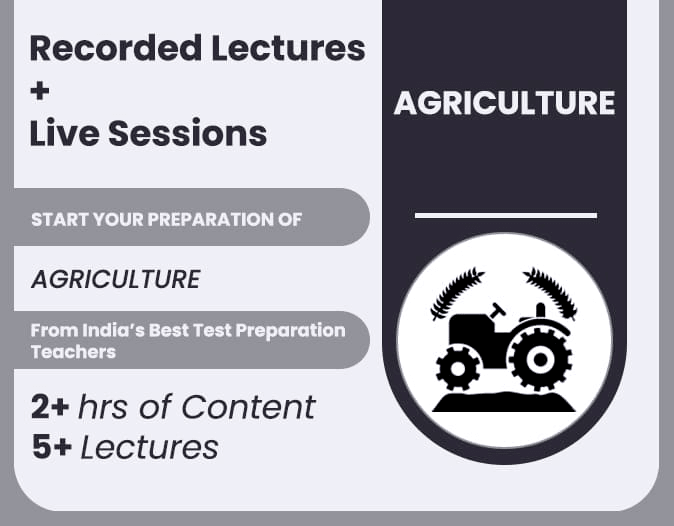 Recorded Lectures
+
Live Sessions
START YOUR PREPARATION OF
AGRICULTURE
From India's Best Test Preparation
Teachers
2+ hrs of Content
5+ Lectures
AGRICULTURE